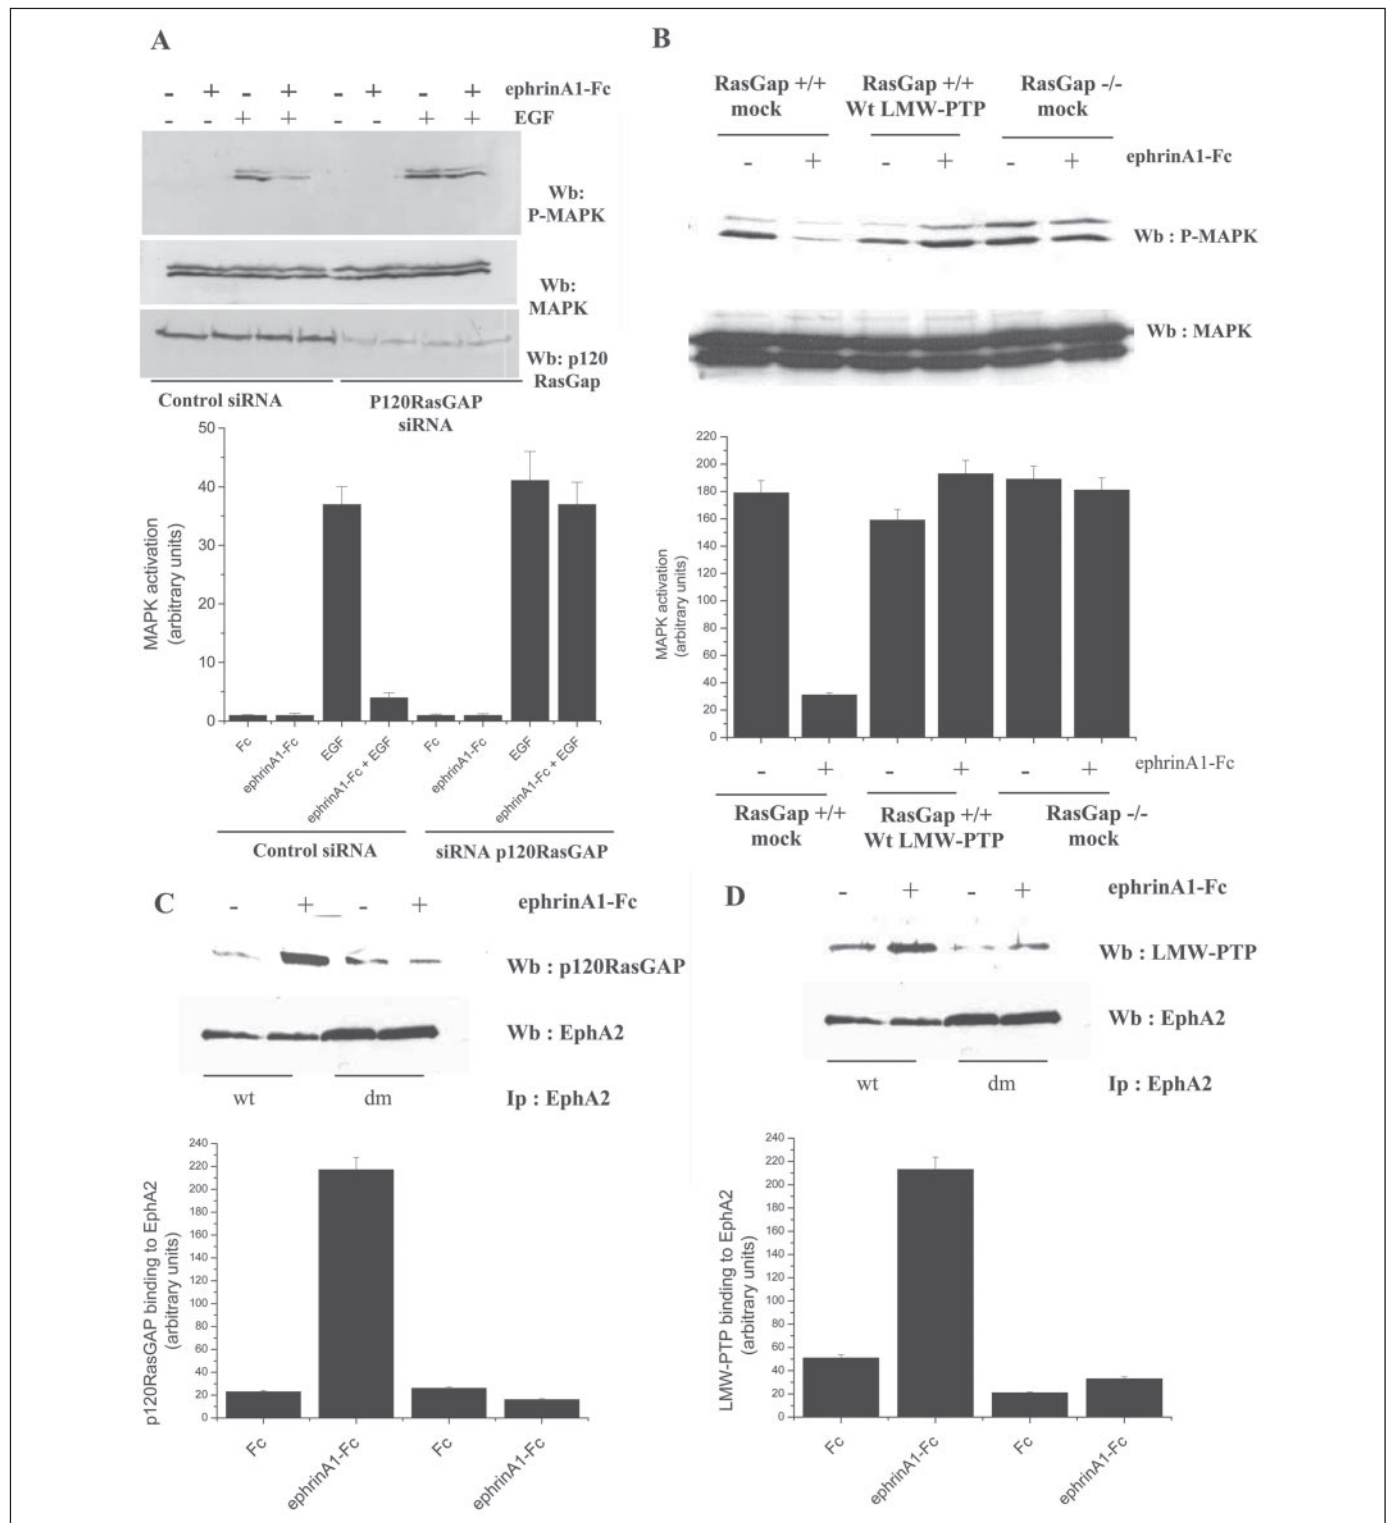 A
- + - + - + - + ephrinA1-Fc
- - + + - - + + EGF
Wb:
P-MAPK
Wb:
MAPK
Wb: p120
RasGap
Control siRNA
P120RasGAP
siRNA
50
40
30
20
10
0
MAPK activation
(arbitrary units)
Fc
ephrinA1-Fc
EGF
ephrinA1-Fc + EGF
Fc
ephrinA1-Fc
EGF
ephrinA1-Fc + EGF
Control siRNA
siRNA p120RasGAP
B
RasGap +/+
mock
RasGap +/+
Wt LMW-PTP
RasGap -/-
mock
- + - + - + ephrinA1-Fc
Wb : P-MAPK
Wb : MAPK
220
200
180
160
140
120
100
80
60
40
20
0
MAPK activation
(arbitrary units)
- + - + - + ephrinA1-Fc
RasGap +/+
mock
RasGap +/+
Wt LMW-PTP
RasGap -/-
mock
C
- + - + ephrinA1-Fc
Wb : p120RasGAP
Wb : EphA2
wt
dm
Ip : EphA2
240
220
200
180
160
140
120
100
80
60
40
20
0
p120RasGAP binding to EphA2
(arbitrary units)
Fc
ephrinA1-Fc
Fc
ephrinA1-Fc
D
- + - + ephrinA1-Fc
Wb : LMW-PTP
Wb : EphA2
wt
dm
Ip : EphA2
240
220
200
180
160
140
120
100
80
60
40
20
0
LMW-PTP binding to EphA2
(arbitrary units)
Fc
ephrinA1-Fc
Fc
ephrinA1-Fc